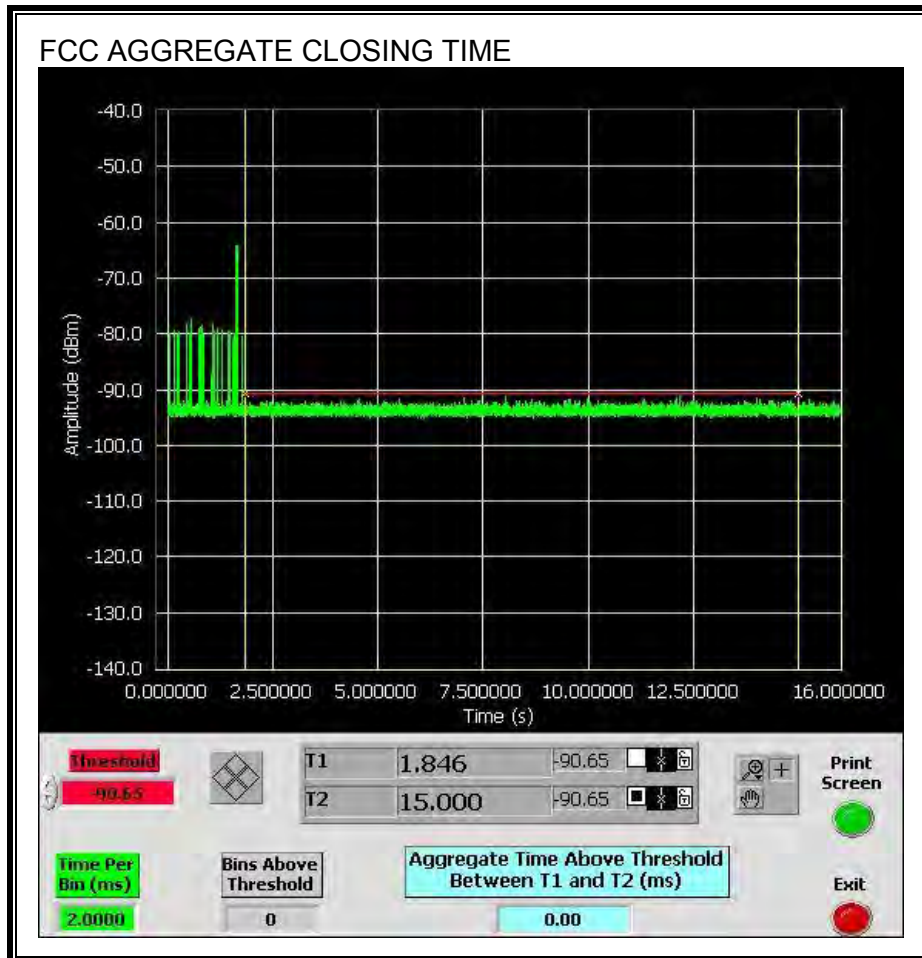 FCC AGGREGATE CLOSING TIME
-40.0
-50.0
-60.0
-70.0
-80.0
-90.0
-100.0
-110.0
-120.0
-130.0
-140.0
Amplitude (dBm)
0.000000 2.500000 5.000000 7.500000 10.000000 12.500000 16.000000
Time (s)
Threshold
-90.65
T1 1.846 -90.65
T2 15.000 -90.65
Print Screen
Time Per Bin (ms)
2.0000
Bins Above Threshold
0
Aggregate Time Above Threshold
Between T1 and T2 (ms)
0.00
Exit